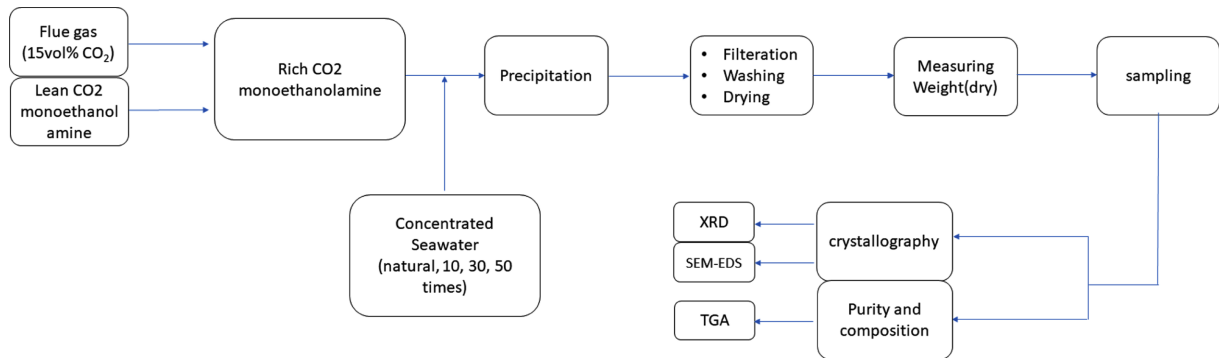 Flue gas
(15vol% CO₂)
Lean CO2
monoethanol
amine
Rich CO2
monoethanolamine
Concentrated
Seawater
(natural, 10, 30, 50
times)
Precipitation
• Filteration
• Washing
• Drying
Measuring
Weight(dry)
sampling
crystallography
XRD
SEM-EDS
Purity and
composition
TGA